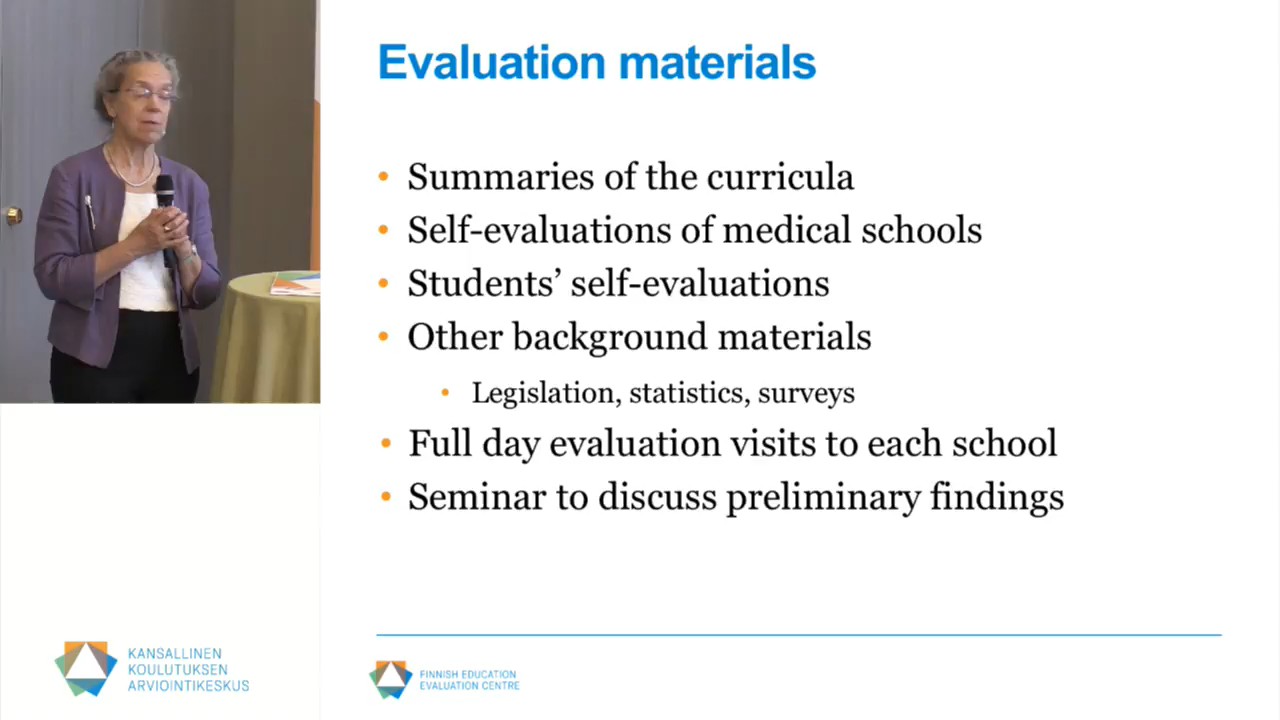 Evaluation materials
• Summaries of the curricula
• Self-evaluations of medical schools
• Students’ self-evaluations
• Other background materials
• Legislation, statistics, surveys
• Full day evaluation visits to each school
• Seminar to discuss preliminary findings
KANSALLINEN
KOULUTUKSEN
ARVIOINTIKESKUS
FINNISH EDUCATION
EVALUATION CENTRE